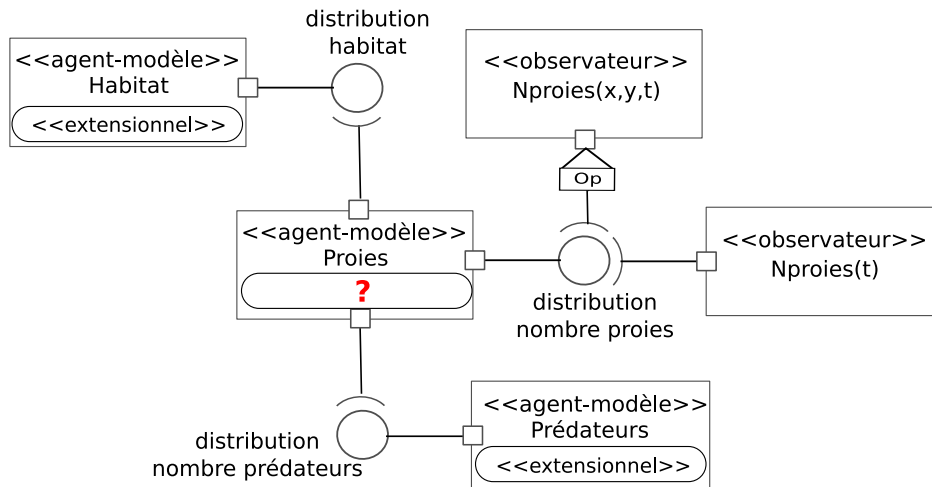 distribution
habitat
<<agent-modèle>>
Habitat
<<extensionnel>>
<<observateur>>
Nproies(x,y,t)
Op
<<agent-modèle>>
Proies
?
<<observateur>>
Nproies(t)
distribution
nombre proies
<<agent-modèle>>
Prédateurs
<<extensionnel>>
distribution
nombre prédateurs